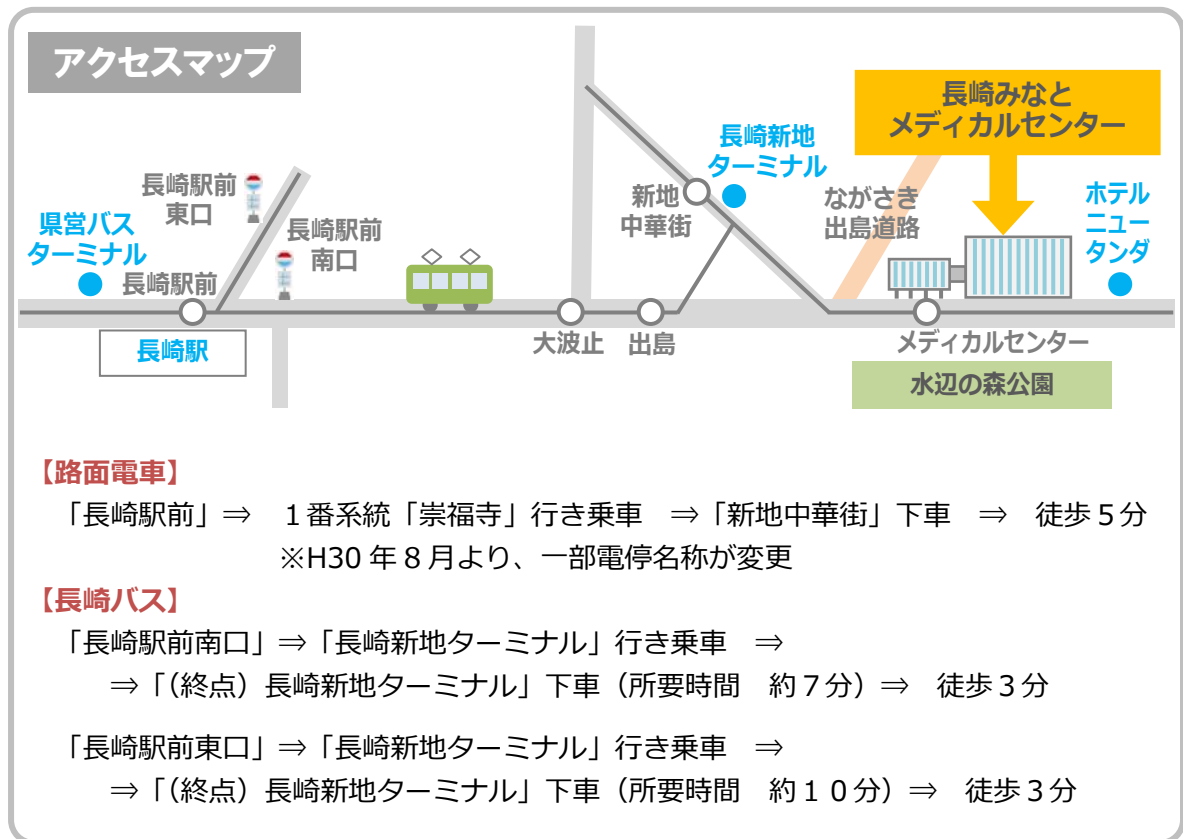 アクセスマップ
長崎みなと
メディカルセンター
長崎新地
ターミナル
長崎駅前
東口
新地
中華街
ながさき
出島道路
ホテル
ニュー
タンダ
県営バス
ターミナル
長崎駅前
南口
長崎駅前
長崎駅
大波止
出島
メディカルセンター
水辺の森公園
【路面電車】
「長崎駅前」⇒　１番系統「崇福寺」行き乗車　⇒「新地中華街」下車　⇒　徒歩５分
※H30 年８月より、一部電停名称が変更
【長崎バス】
「長崎駅前南口」⇒「長崎新地ターミナル」行き乗車　⇒
⇒「（終点）長崎新地ターミナル」下車（所要時間　約７分）⇒　徒歩３分
「長崎駅前東口」⇒「長崎新地ターミナル」行き乗車　⇒
⇒「（終点）長崎新地ターミナル」下車（所要時間　約１０分）⇒　徒歩３分